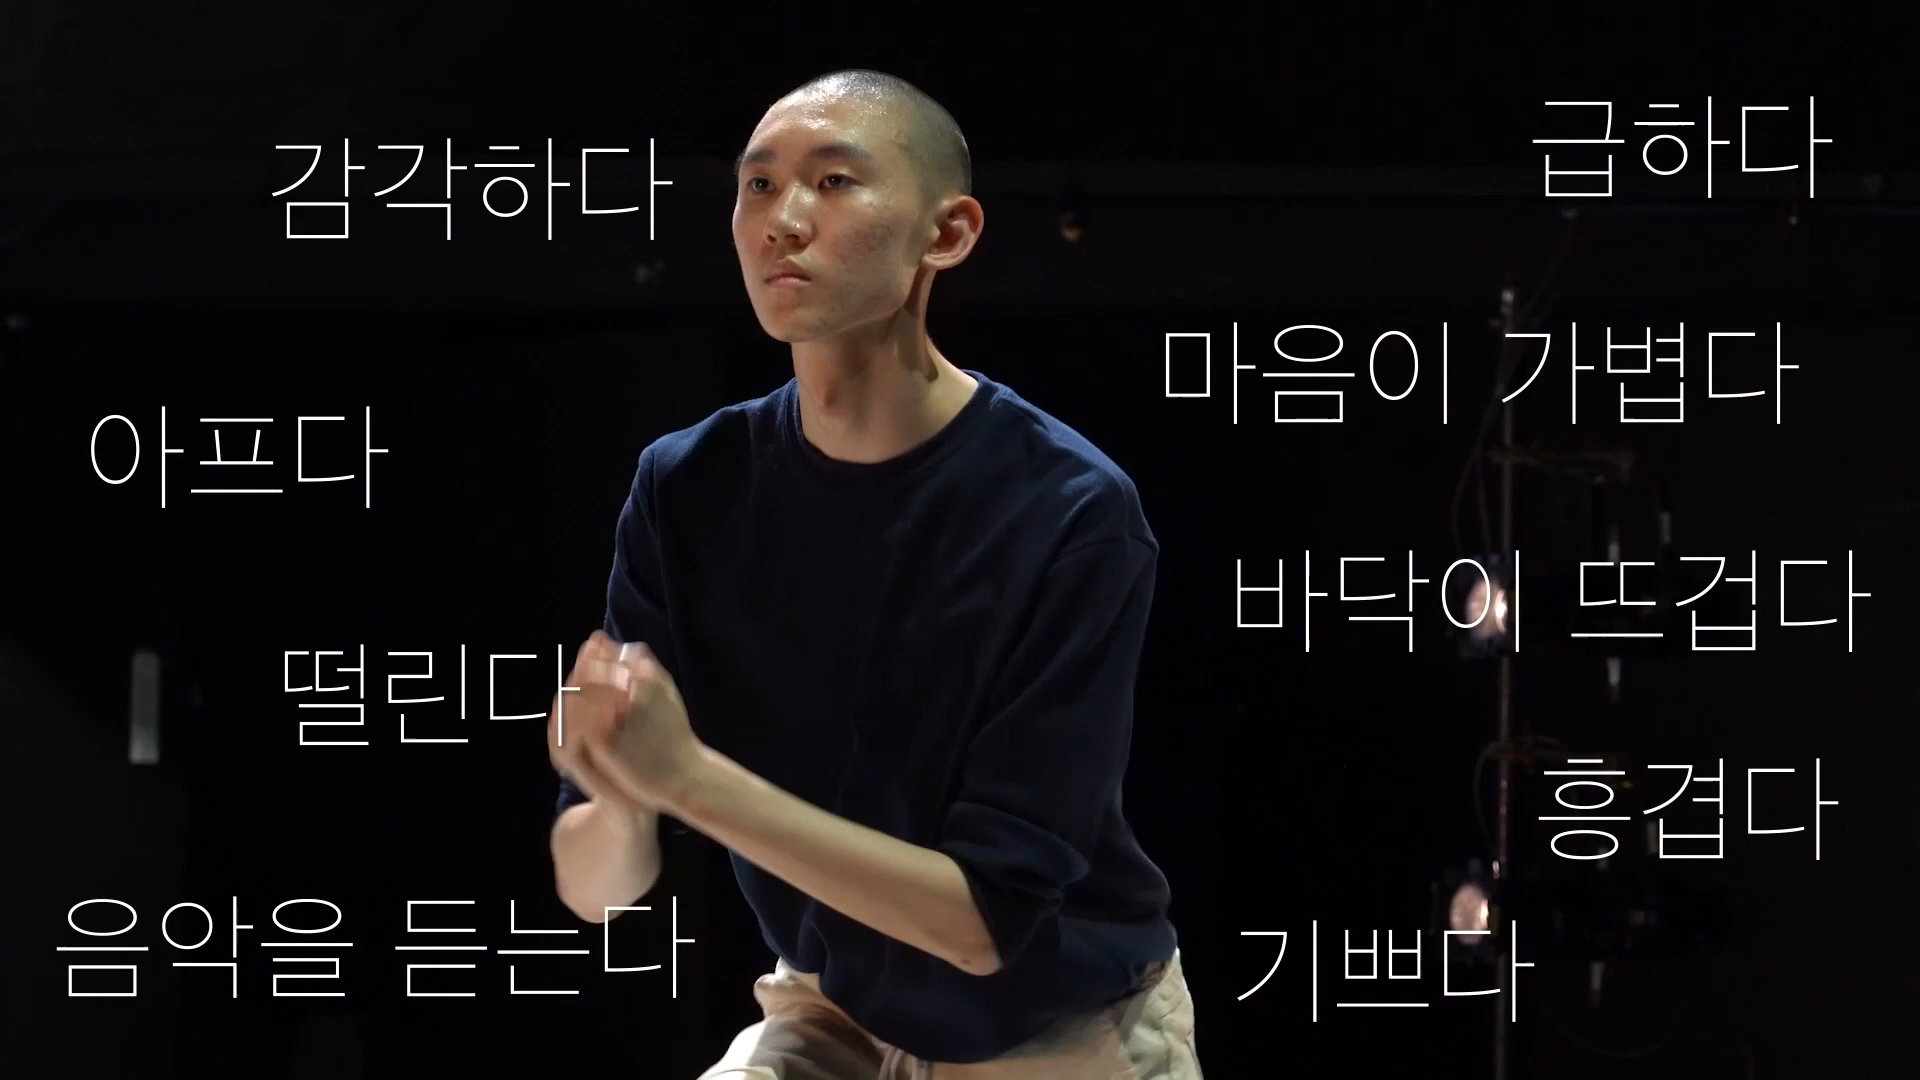 감각하다
급하다
마음이 가볍다
아프다
바닥이 뜨겁다
떨린다
흥겹다
음악을 듣는다
기쁘다